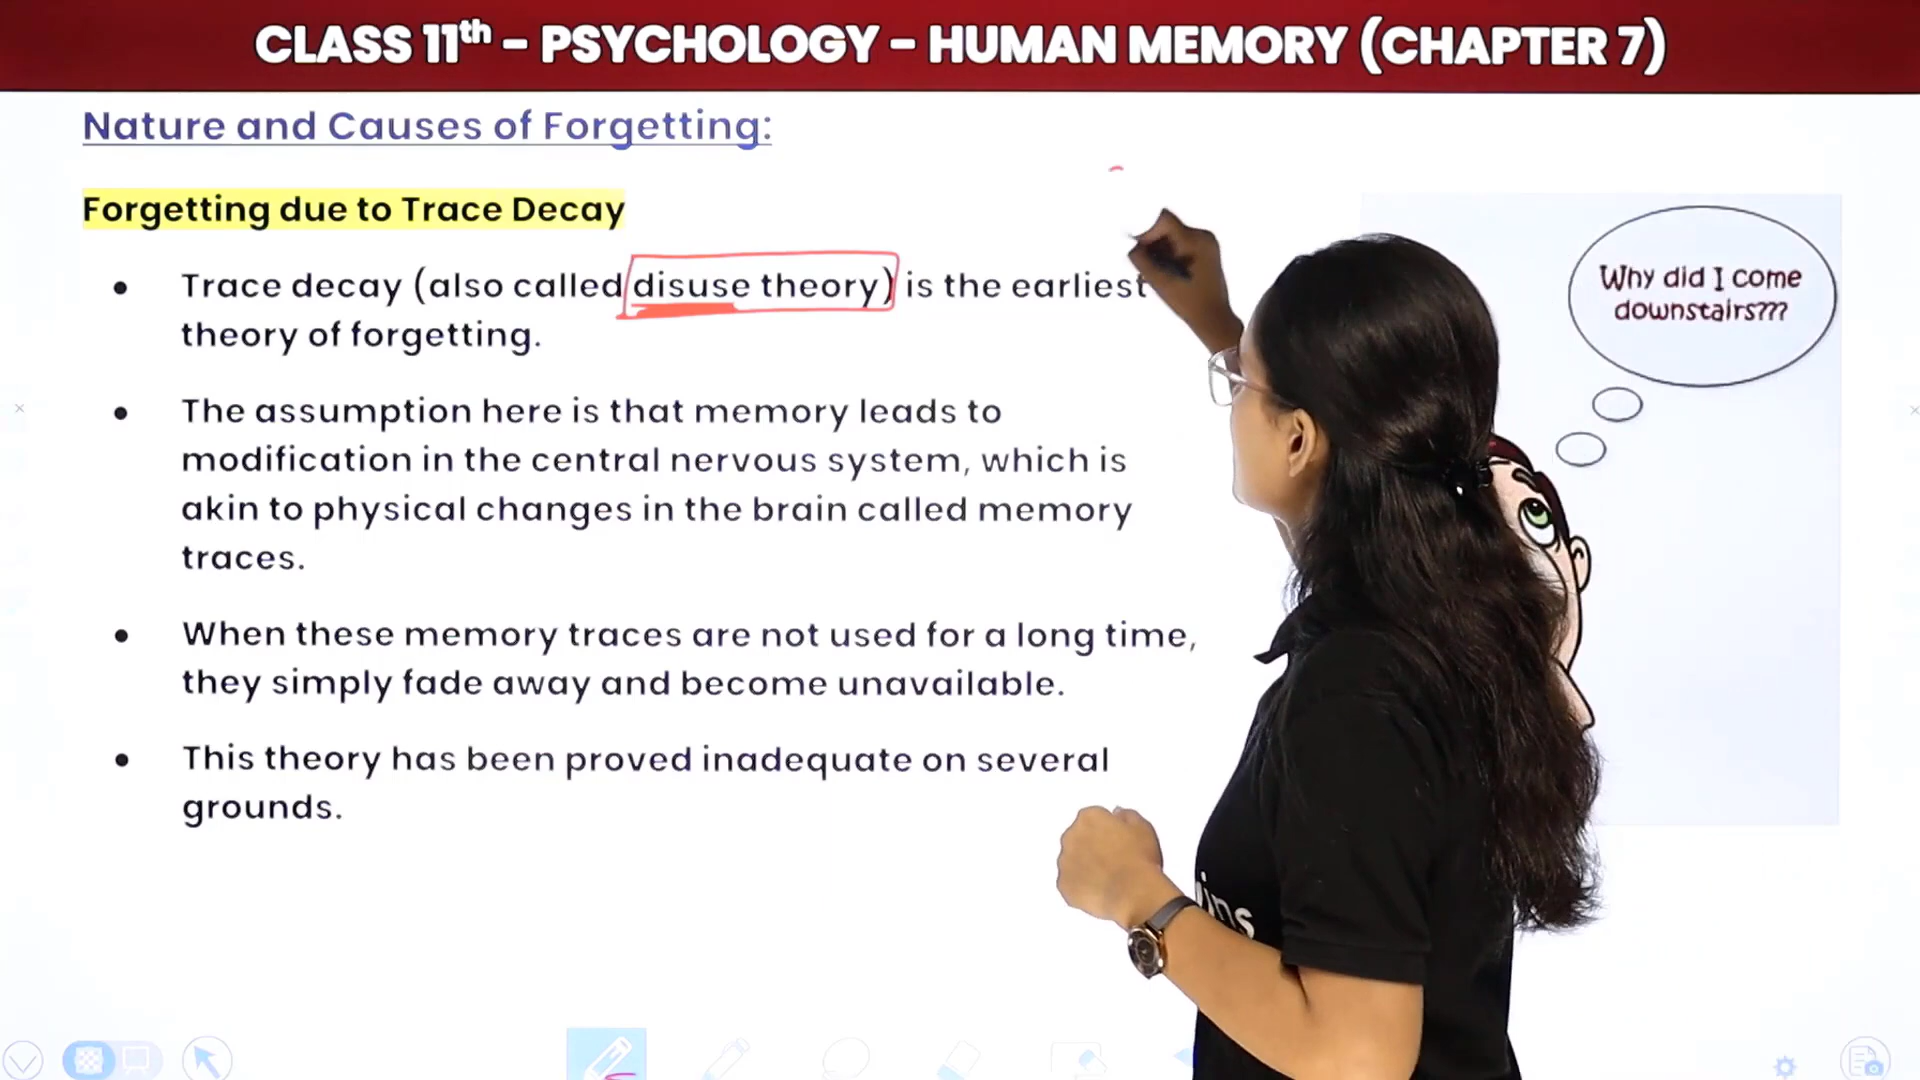 CLASS 11th – PSYCHOLOGY – HUMAN MEMORY (CHAPTER 7)
Nature and Causes of Forgetting:
Forgetting due to Trace Decay
• Trace decay (also called disuse theory) is the earliest
theory of forgetting.
• The assumption here is that memory leads to
modification in the central nervous system, which is
akin to physical changes in the brain called memory
traces.
• When these memory traces are not used for a long time,
they simply fade away and become unavailable.
• This theory has been proved inadequate on several
grounds.
Why did I come
downstairs???